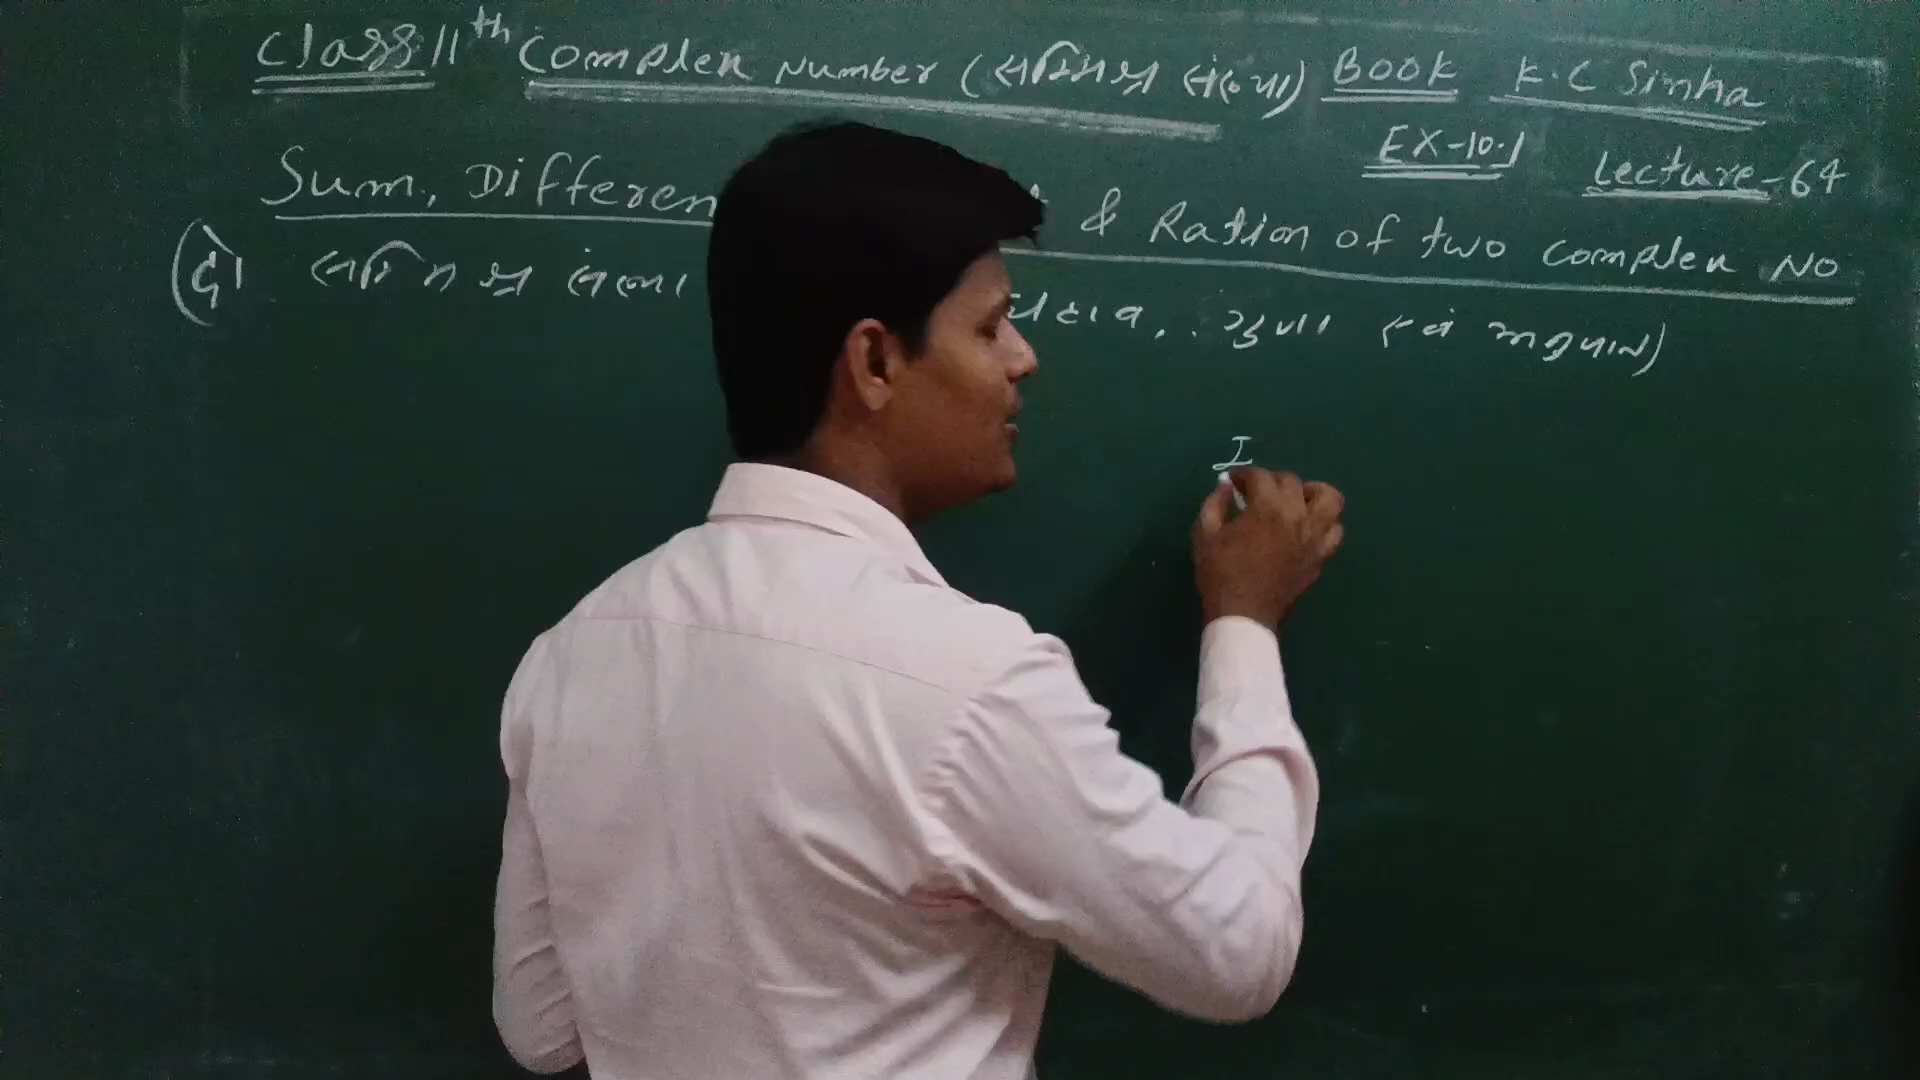 Class 11th Complex Number (सम्मिश्र संख्या) Book K.C Sinha
EX-10.1 Lecture-64
Sum, Differen & Ration of two complex No
(दो सम्मिश्र संख्या घटाव, गुणा एवं अनुपात)
I